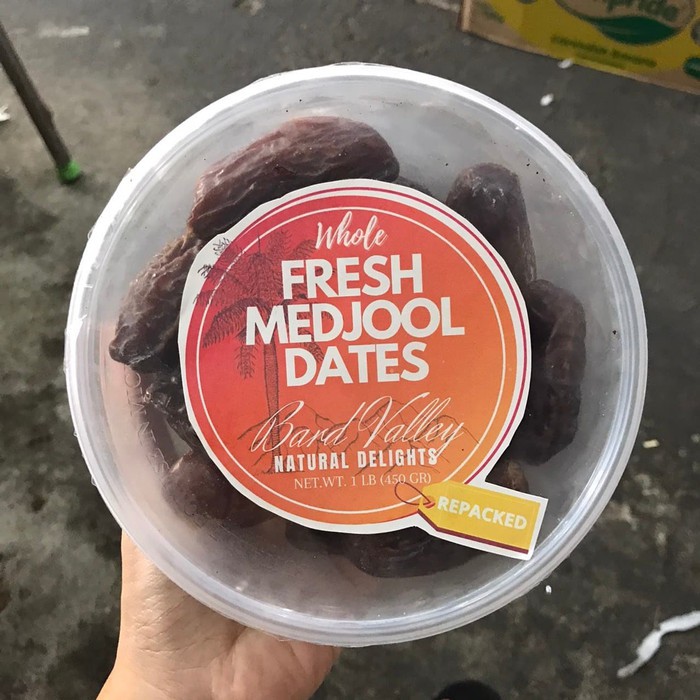 Whole
FRESH
MEDJOOL
DATES
Bard Valley
NATURAL DELIGHTS
NET.WT. 1 LB (450 GR)
REPACKED